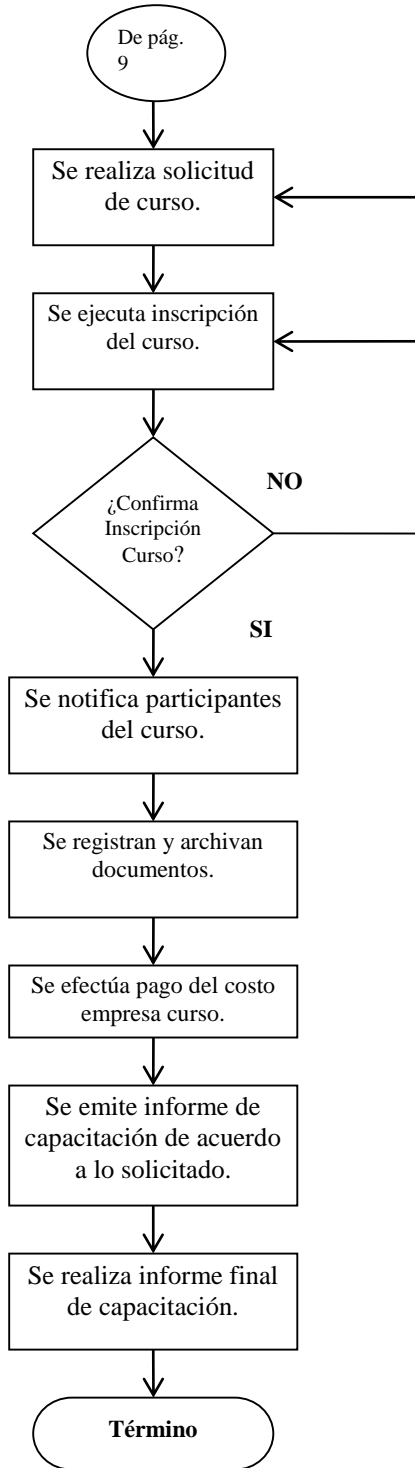 De pág.
9
Se realiza solicitud
de curso.
Se ejecuta inscripción
del curso.
¿Confirma
Inscripción
Curso?
NO
SI
Se notifica participantes
del curso.
Se registran y archivan
documentos.
Se efectúa pago del costo
empresa curso.
Se emite informe de
capacitación de acuerdo
a lo solicitado.
Se realiza informe final
de capacitación.
Término